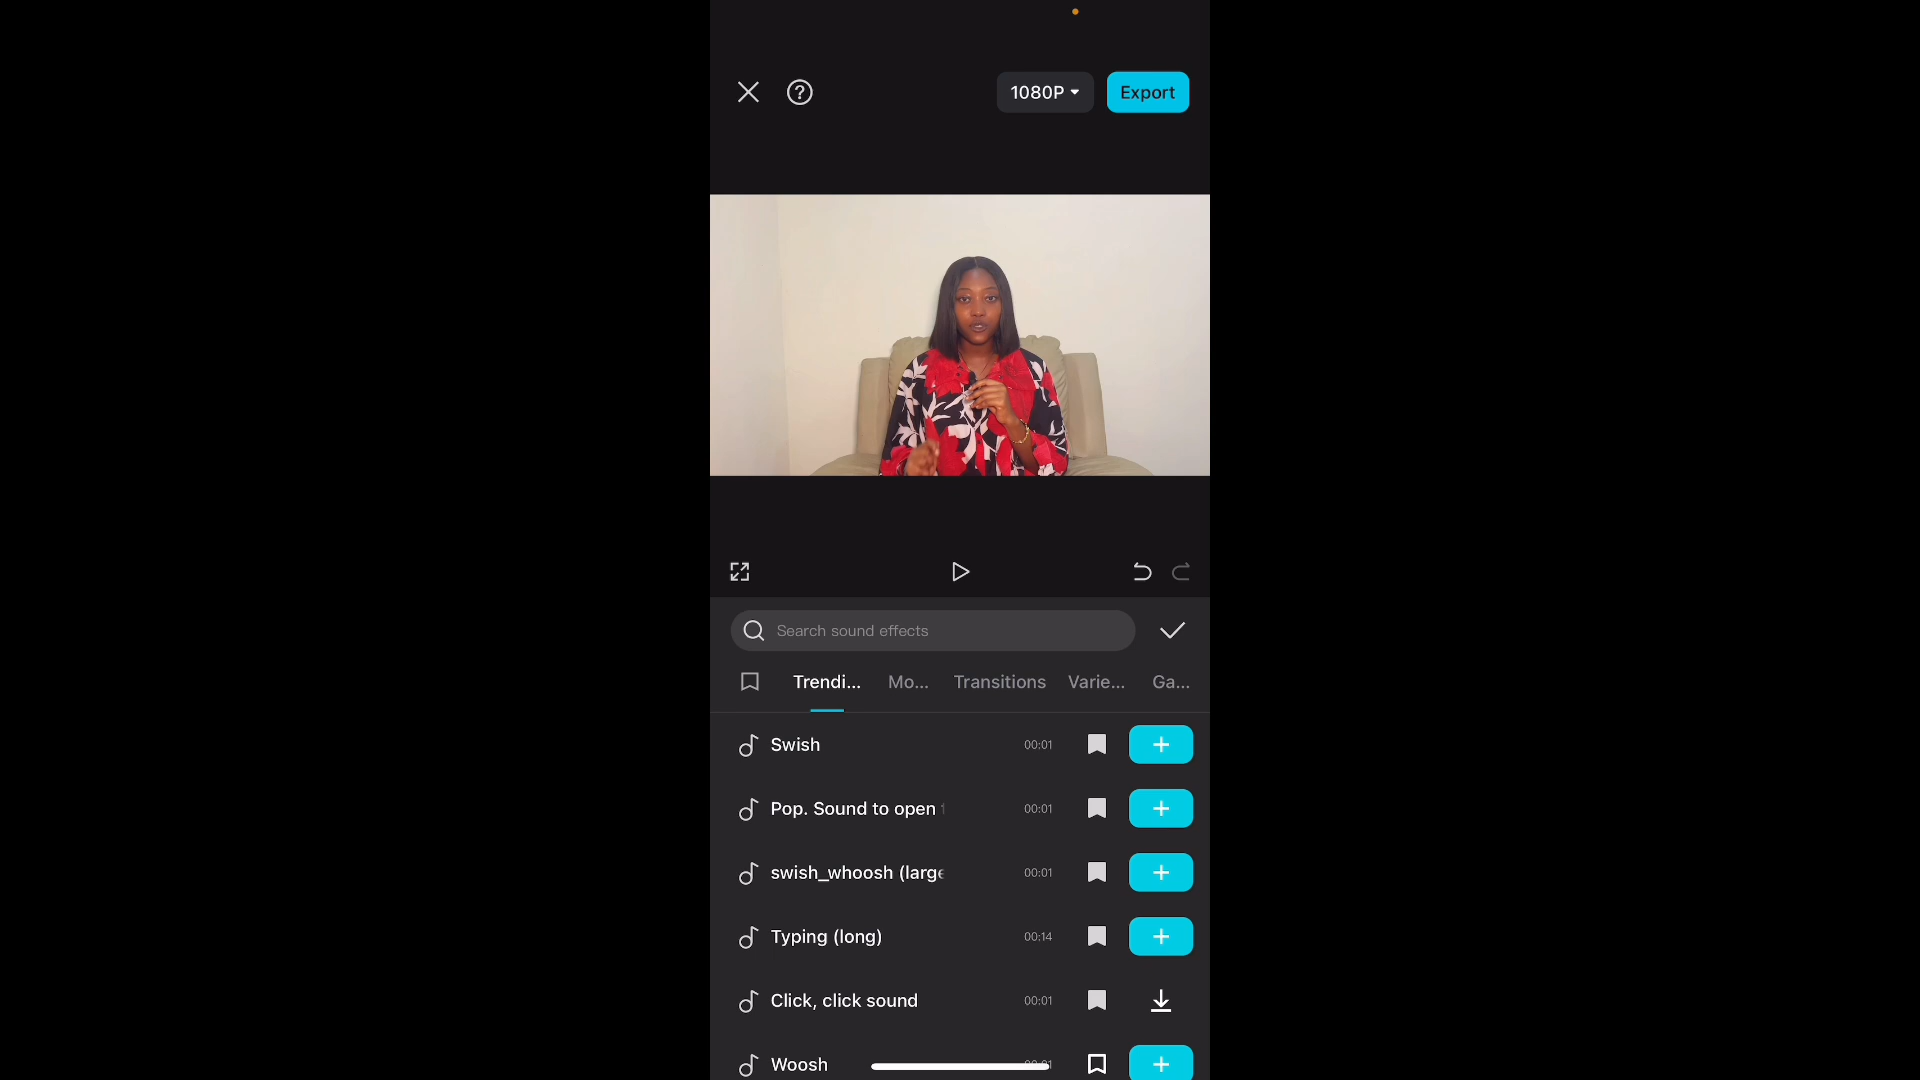 1080P
Export
Search sound effects
Trendi... Mo... Transitions Varie... Ga...
Swish 00:01
Pop. Sound to open 00:01
swish_whoosh (large 00:01
Typing (long) 00:14
Click, click sound 00:01
Woosh